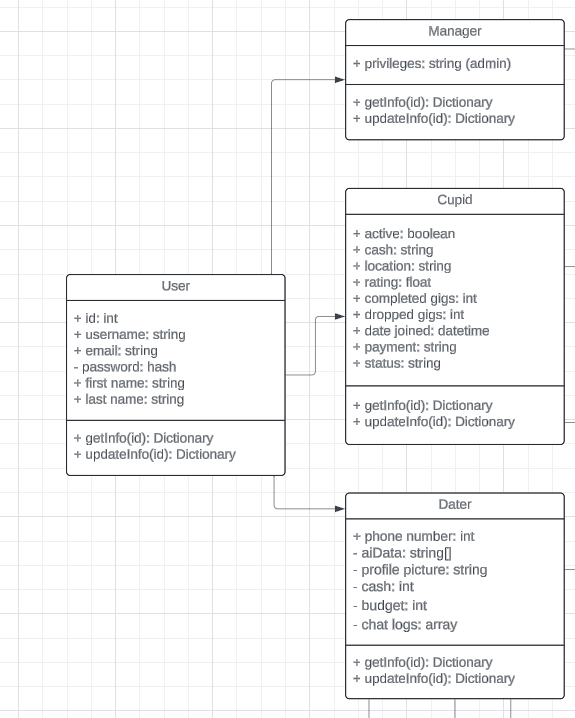 Manager
+ privileges: string (admin)
+ getInfo(id): Dictionary
+ updateInfo(id): Dictionary
Cupid
+ active: boolean
+ cash: string
+ location: string
+ rating: float
+ completed gigs: int
+ dropped gigs: int
+ date joined: datetime
+ payment: string
+ status: string
+ getInfo(id): Dictionary
+ updateInfo(id): Dictionary
User
+ id: int
+ username: string
+ email: string
- password: hash
+ first name: string
+ last name: string
+ getInfo(id): Dictionary
+ updateInfo(id): Dictionary
Dater
+ phone number: int
- aiData: string[]
- profile picture: string
- cash: int
- budget: int
- chat logs: array
+ getInfo(id): Dictionary
+ updateInfo(id): Dictionary